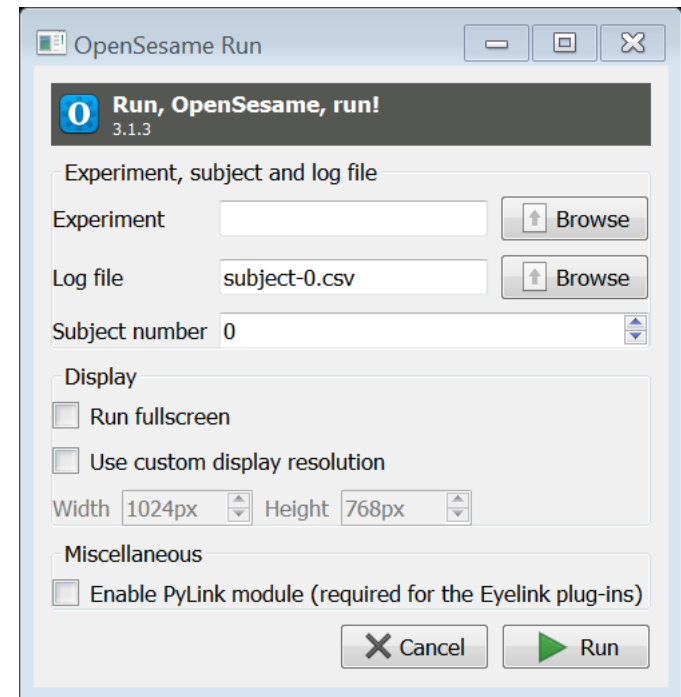 OpenSesame Run
Run, OpenSesame, run!
3.1.3
Experiment, subject and log file
Experiment Browse
Log file subject-0.csv Browse
Subject number 0
Display
Run fullscreen
Use custom display resolution
Width 1024px Height 768px
Miscellaneous
Enable PyLink module (required for the Eyelink plug-ins)
Cancel Run